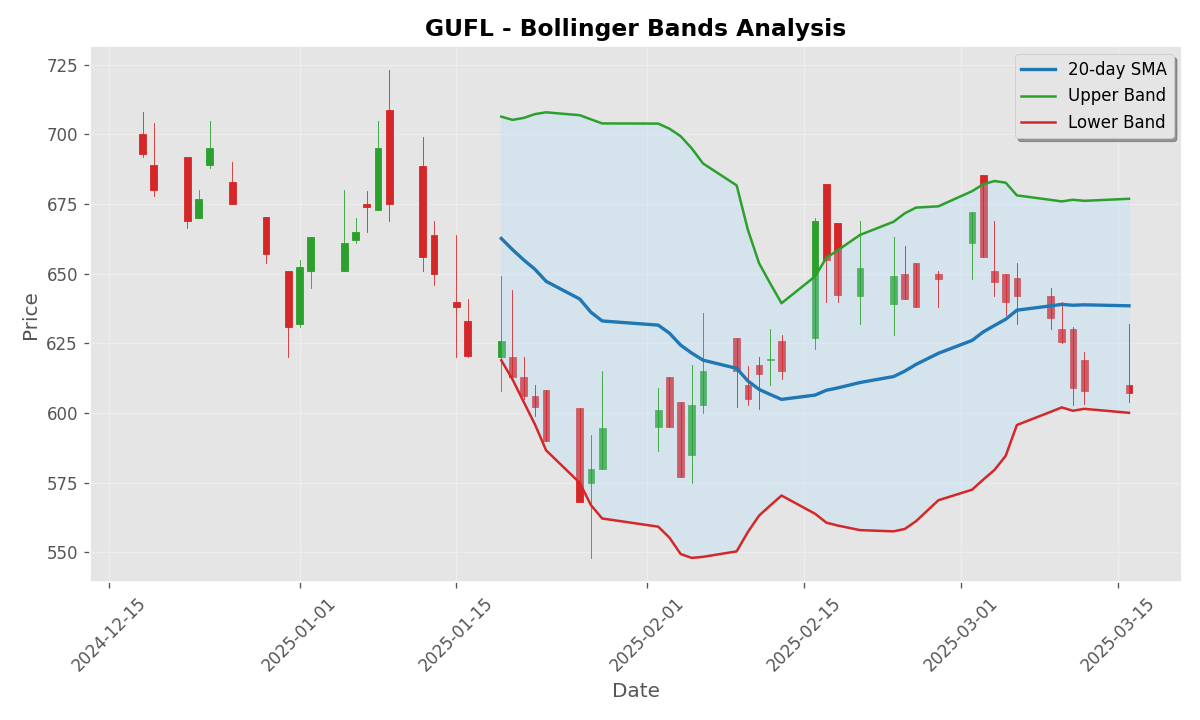 GUFL - Bollinger Bands Analysis
20-day SMA
Upper Band
Lower Band
Price
725
700
675
650
625
600
575
550
2024-12-15
2025-01-01
2025-01-15
2025-02-01
2025-02-15
2025-03-01
2025-03-15
Date